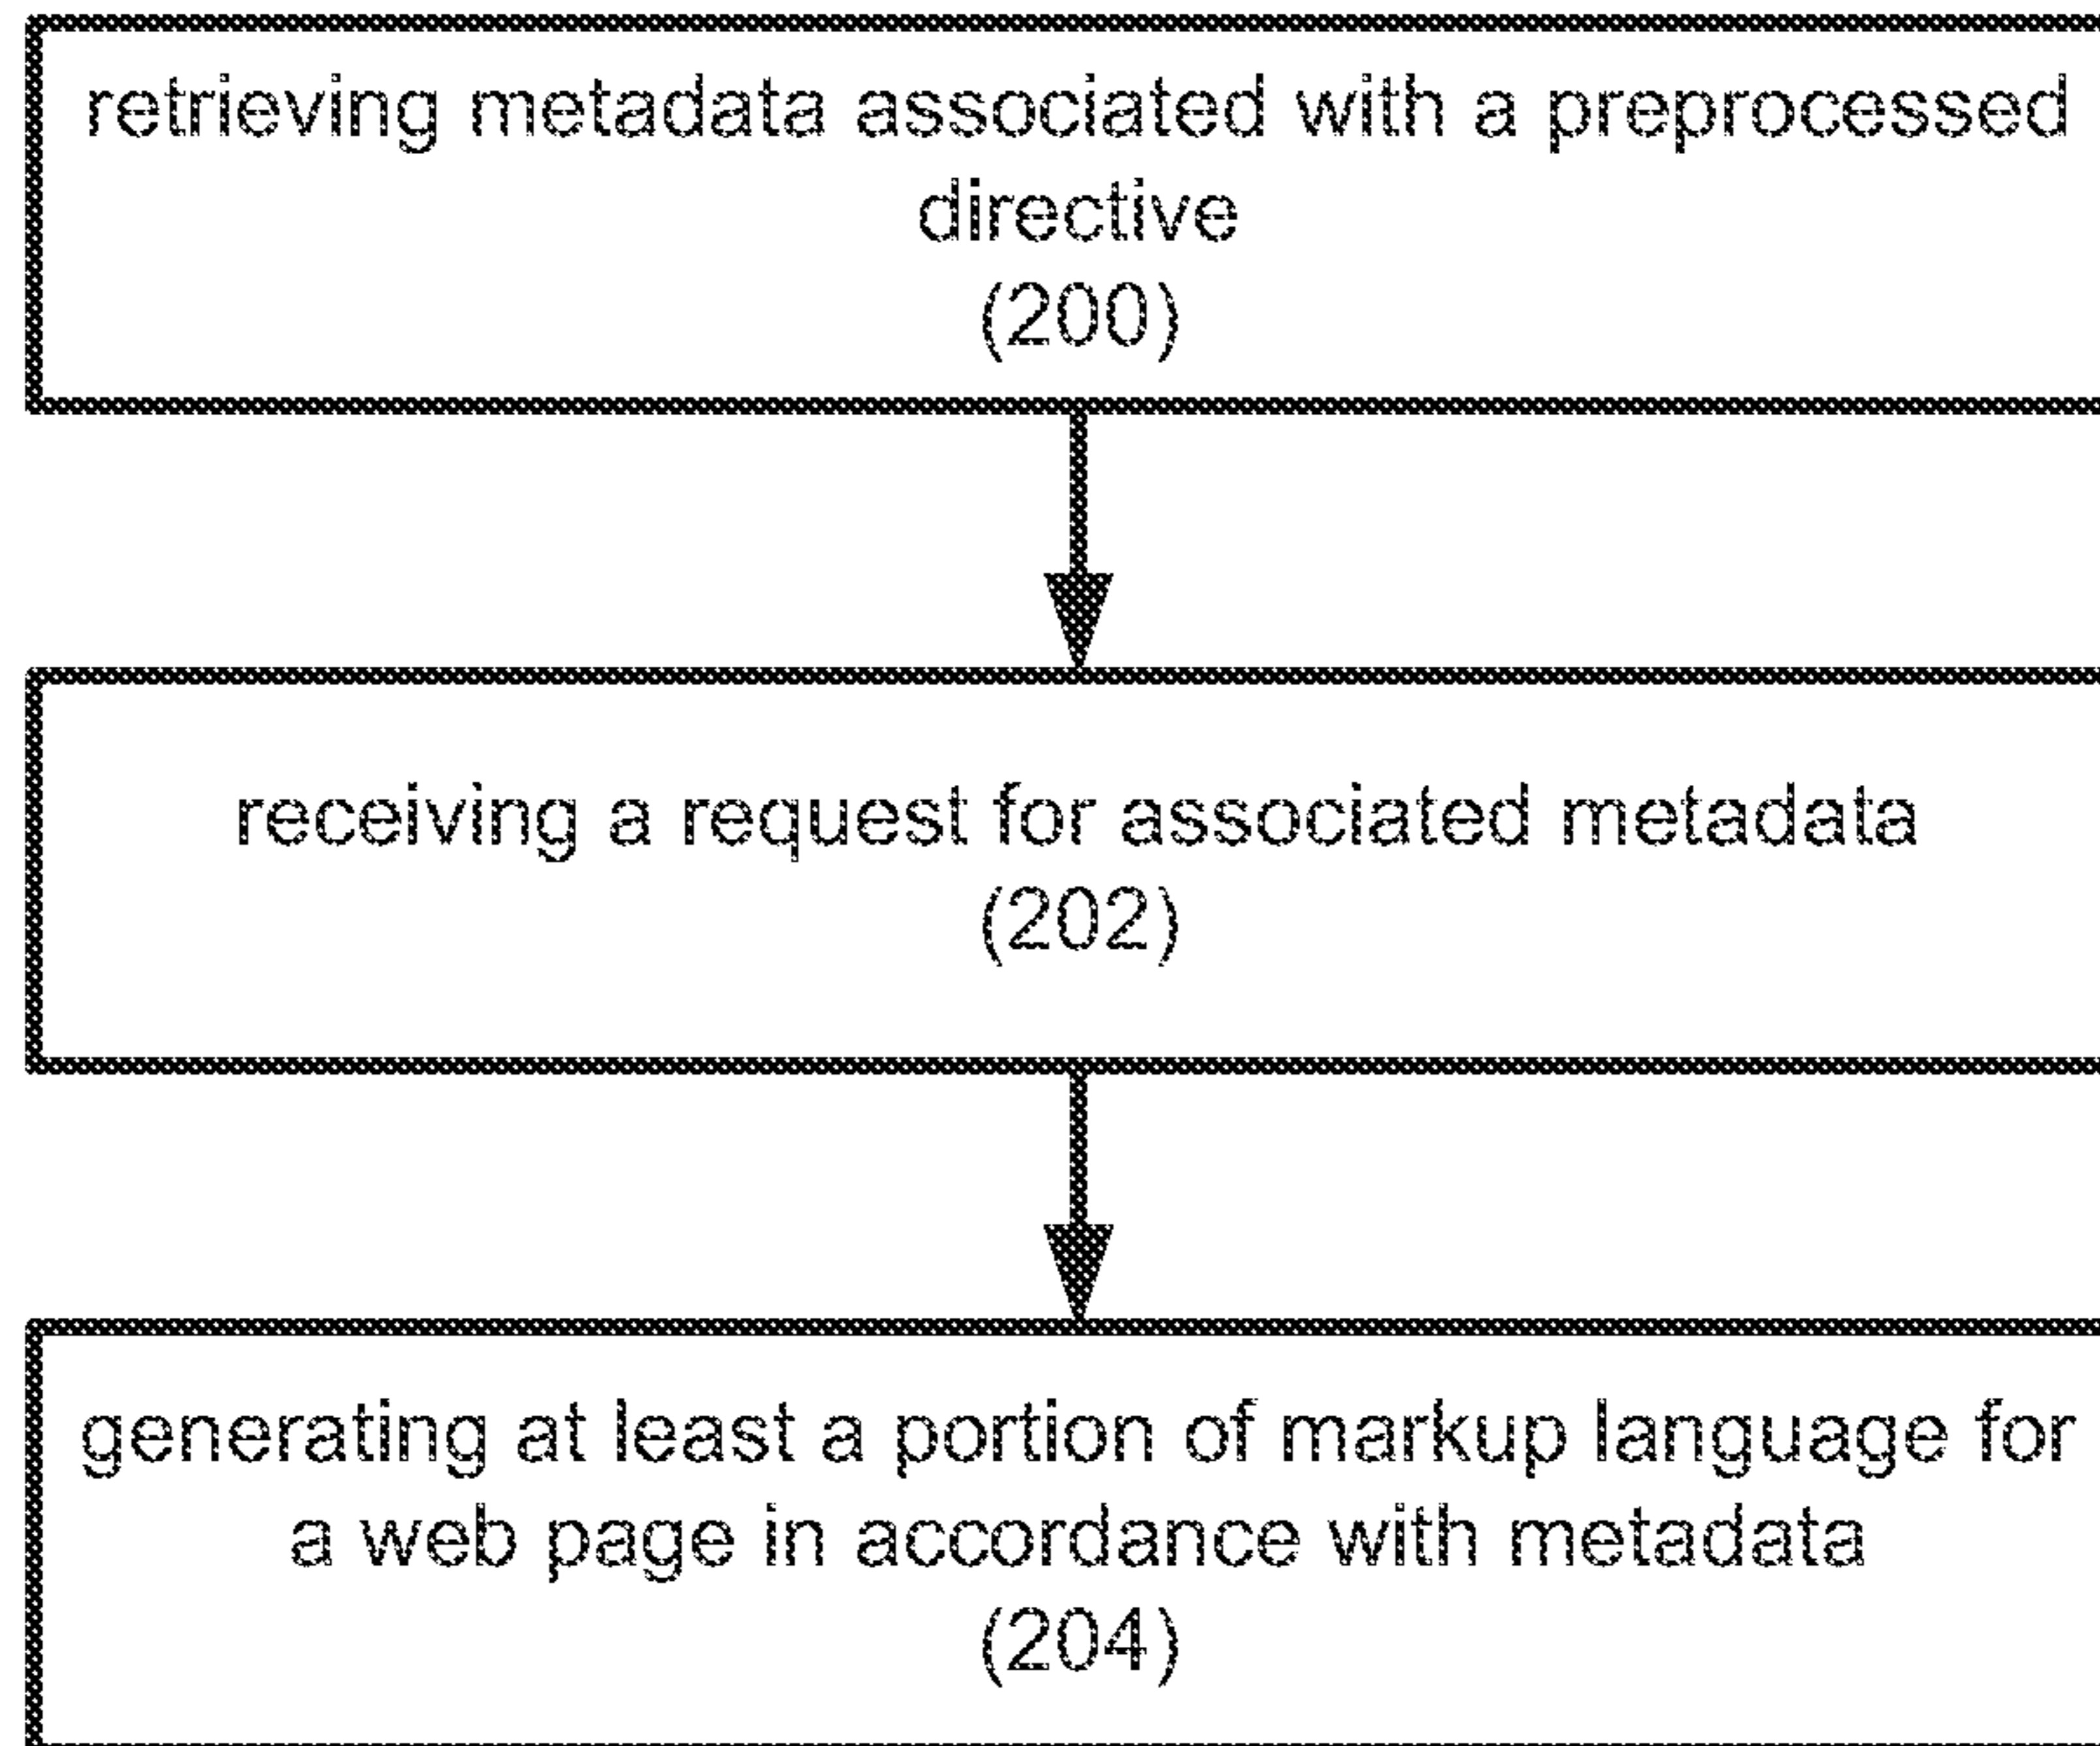 retrieving metadata associated with a preprocessed
directive
(200)
receiving a request for associated metadata
(202)
generating at least a portion of markup language for
a web page in accordance with metadata
(204)